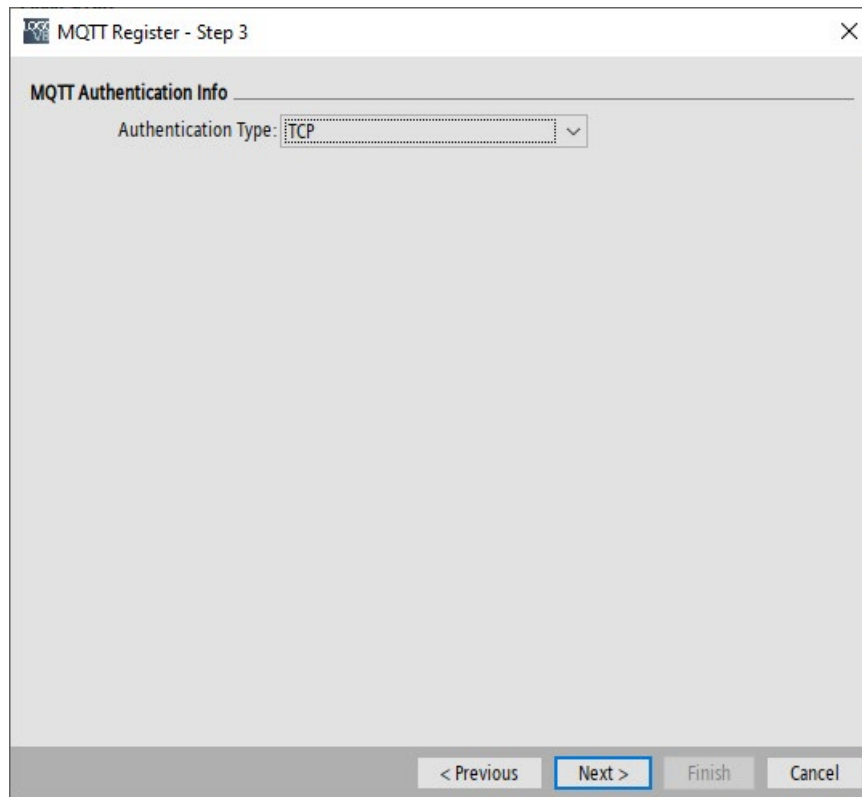 MQTT Register - Step 3
MQTT Authentication Info
Authentication Type: TCP
< Previous Next > Finish Cancel